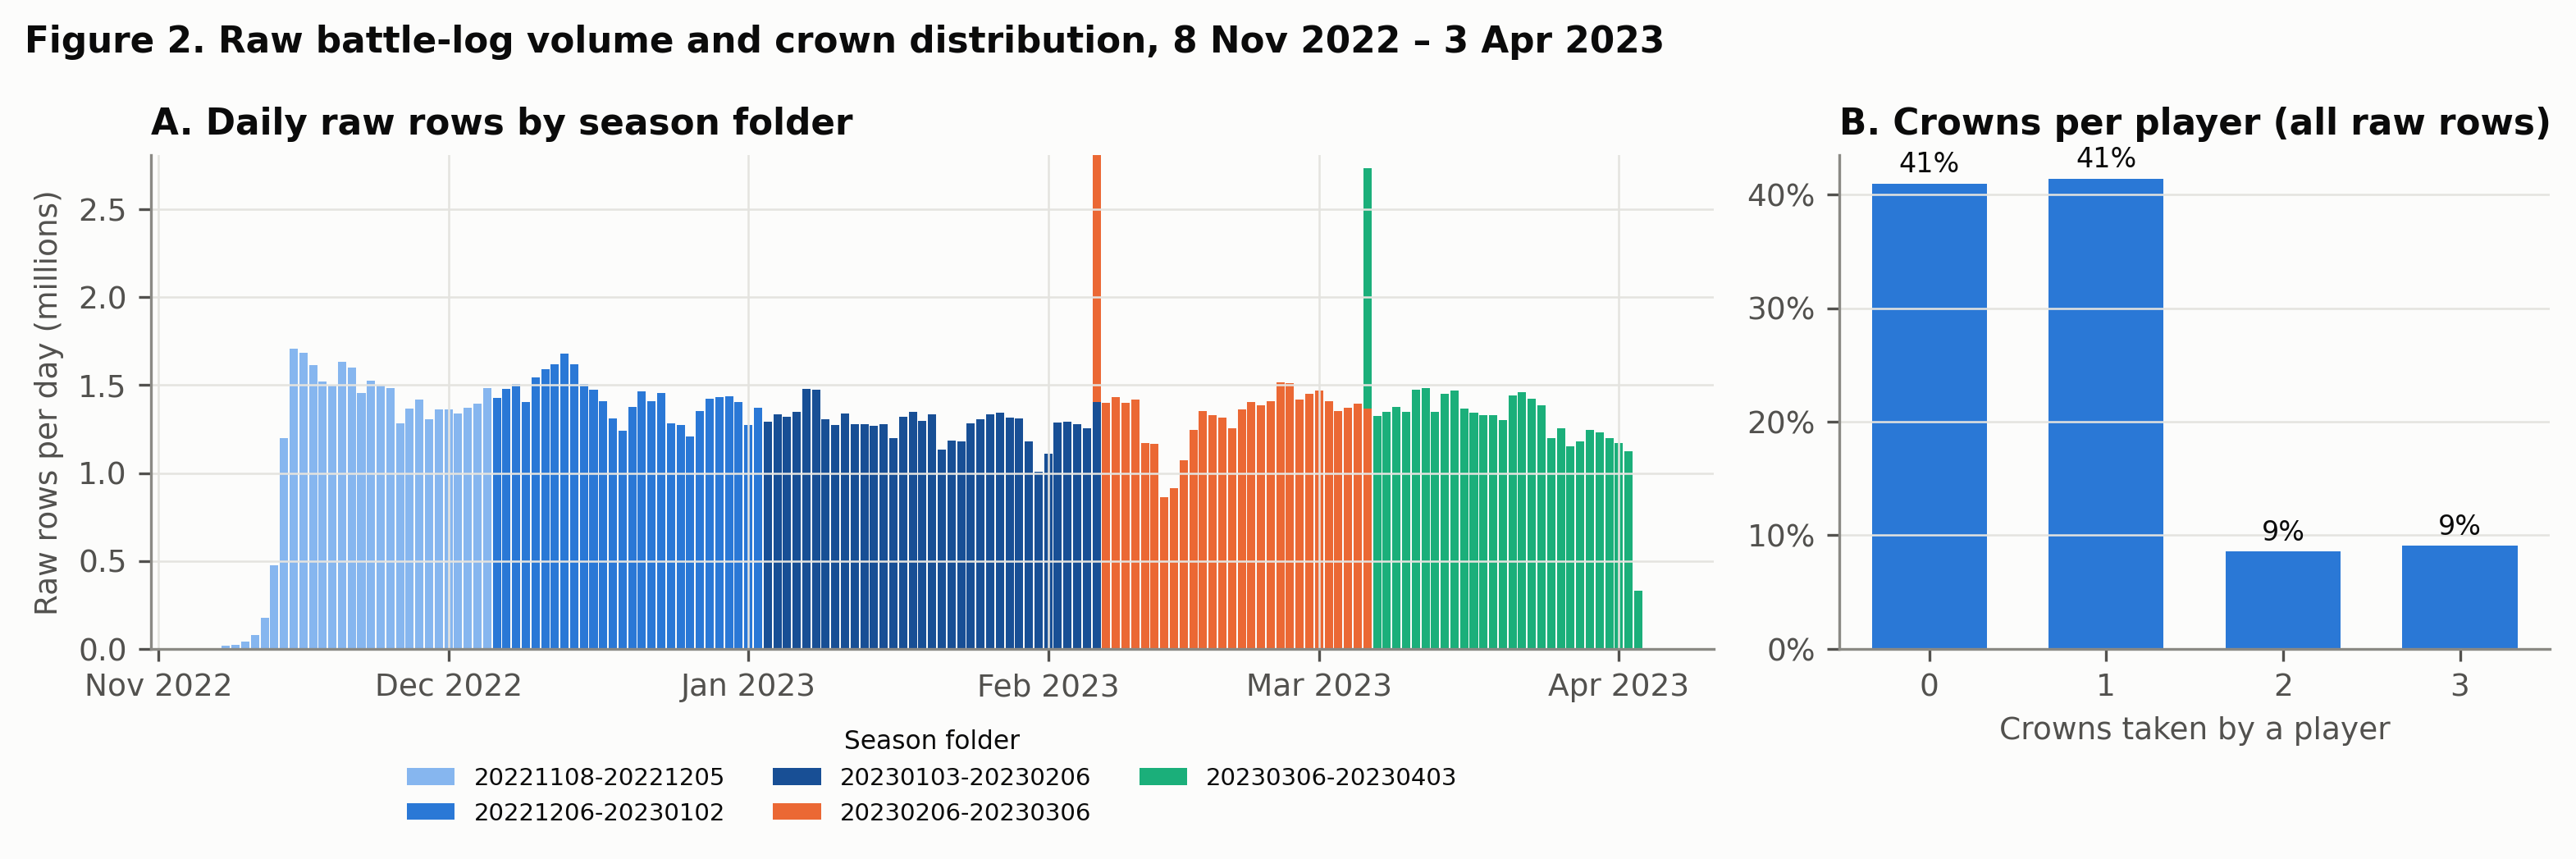 Figure 2. Raw battle-log volume and crown distribution, 8 Nov 2022 – 3 Apr 2023
A. Daily raw rows by season folder
Raw rows per day (millions)
2.5
2.0
1.5
1.0
0.5
0.0
Nov 2022
Dec 2022
Jan 2023
Feb 2023
Mar 2023
Apr 2023
Season folder
20221108-20221205
20221206-20230102
20230103-20230206
20230206-20230306
20230306-20230403
B. Crowns per player (all raw rows)
40%
30%
20%
10%
0%
41%
41%
9%
9%
0
1
2
3
Crowns taken by a player